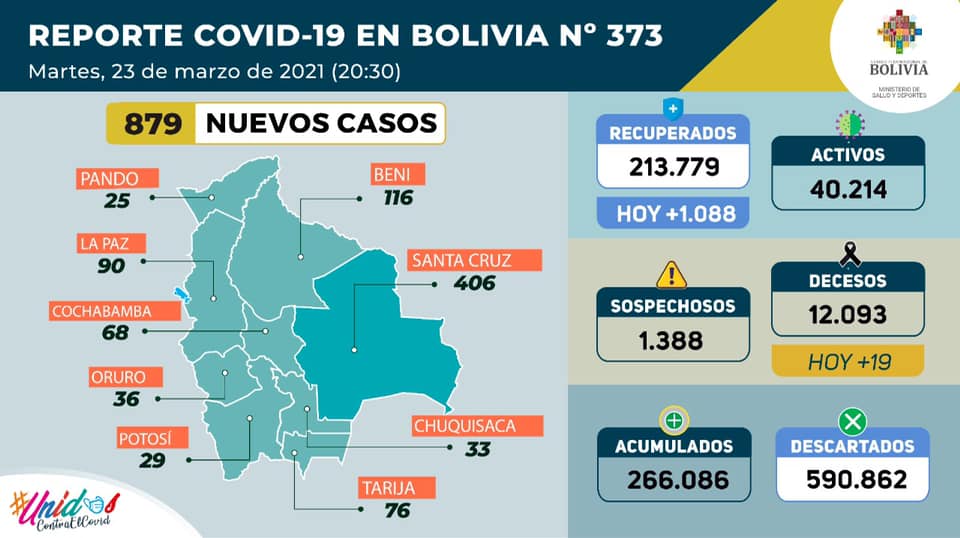 REPORTE COVID-19 EN BOLIVIA Nº 373
Martes, 23 de marzo de 2021 (20:30)
BOLIVIA
MINISTERIO DE
SALUD Y DEPORTES
879 NUEVOS CASOS
PANDO
25
BENI
116
LA PAZ
90
SANTA CRUZ
406
COCHABAMBA
68
ORURO
36
CHUQUISACA
33
POTOSÍ
29
TARIJA
76
RECUPERADOS
213.779
HOY +1.088
ACTIVOS
40.214
SOSPECHOSOS
1.388
DECESOS
12.093
HOY +19
ACUMULADOS
266.086
DESCARTADOS
590.862
#Unidos
ContraElCovid